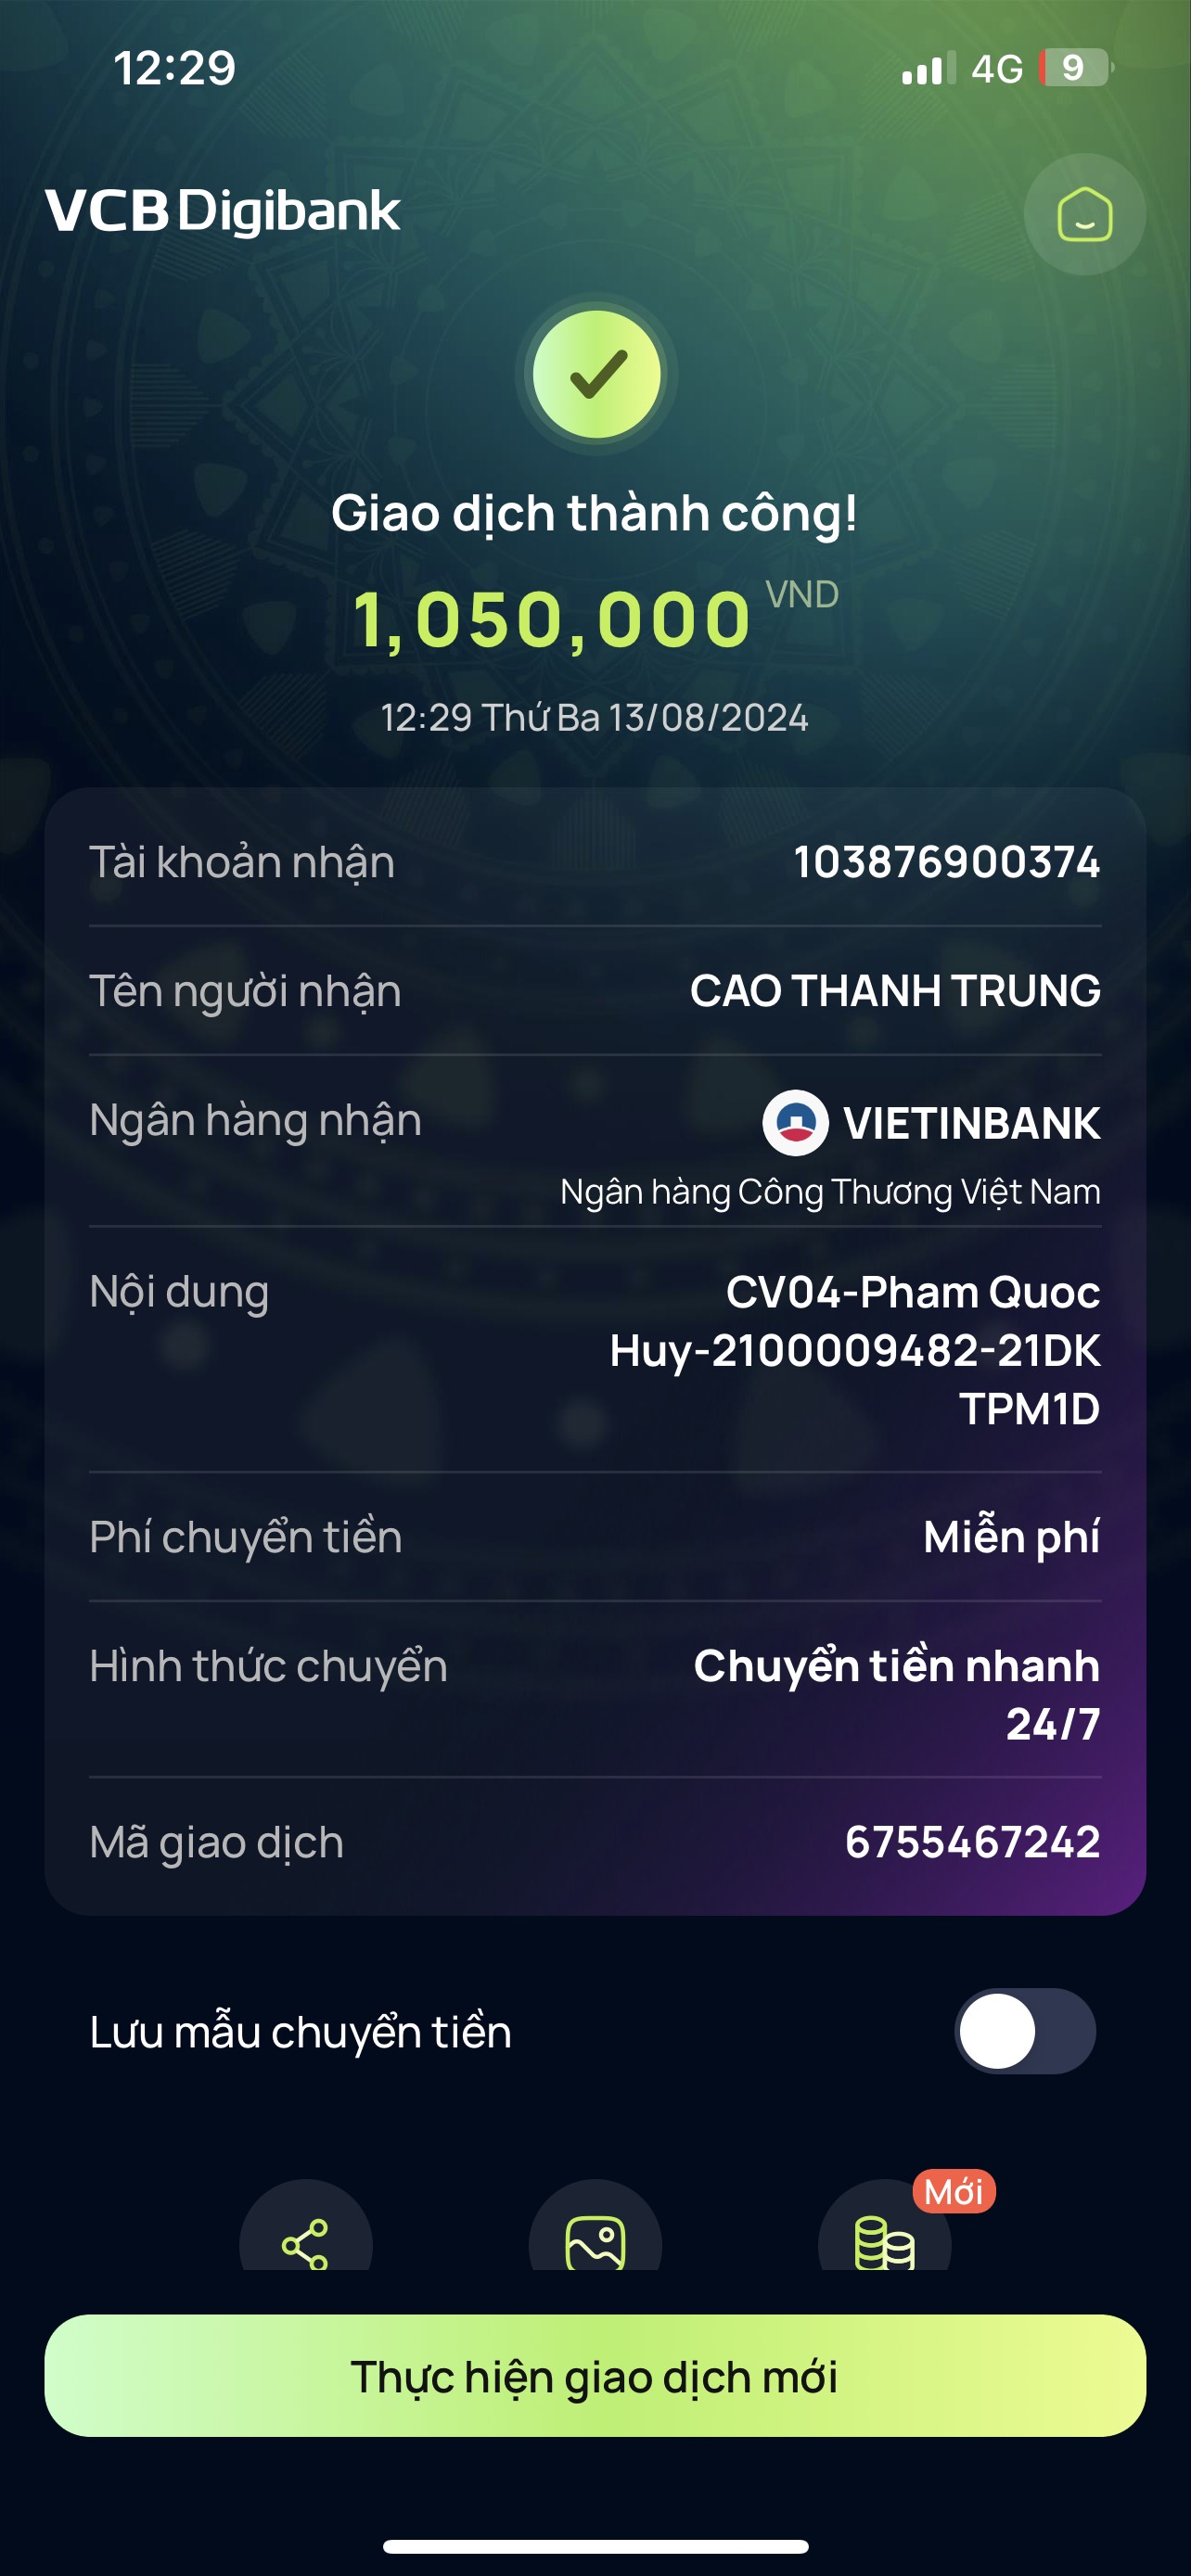 12:29 4G 9
VCB Digibank
Giao dịch thành công!
1,050,000 VND
12:29 Thứ Ba 13/08/2024
Tài khoản nhận 103876900374
Tên người nhận CAO THANH TRUNG
Ngân hàng nhận VIETINBANK
Ngân hàng Công Thương Việt Nam
Nội dung CV04-Pham Quoc
Huy-2100009482-21DK
TPM1D
Phí chuyển tiền Miễn phí
Hình thức chuyển Chuyển tiền nhanh
24/7
Mã giao dịch 6755467242
Lưu mẫu chuyển tiền
Mới
Thực hiện giao dịch mới